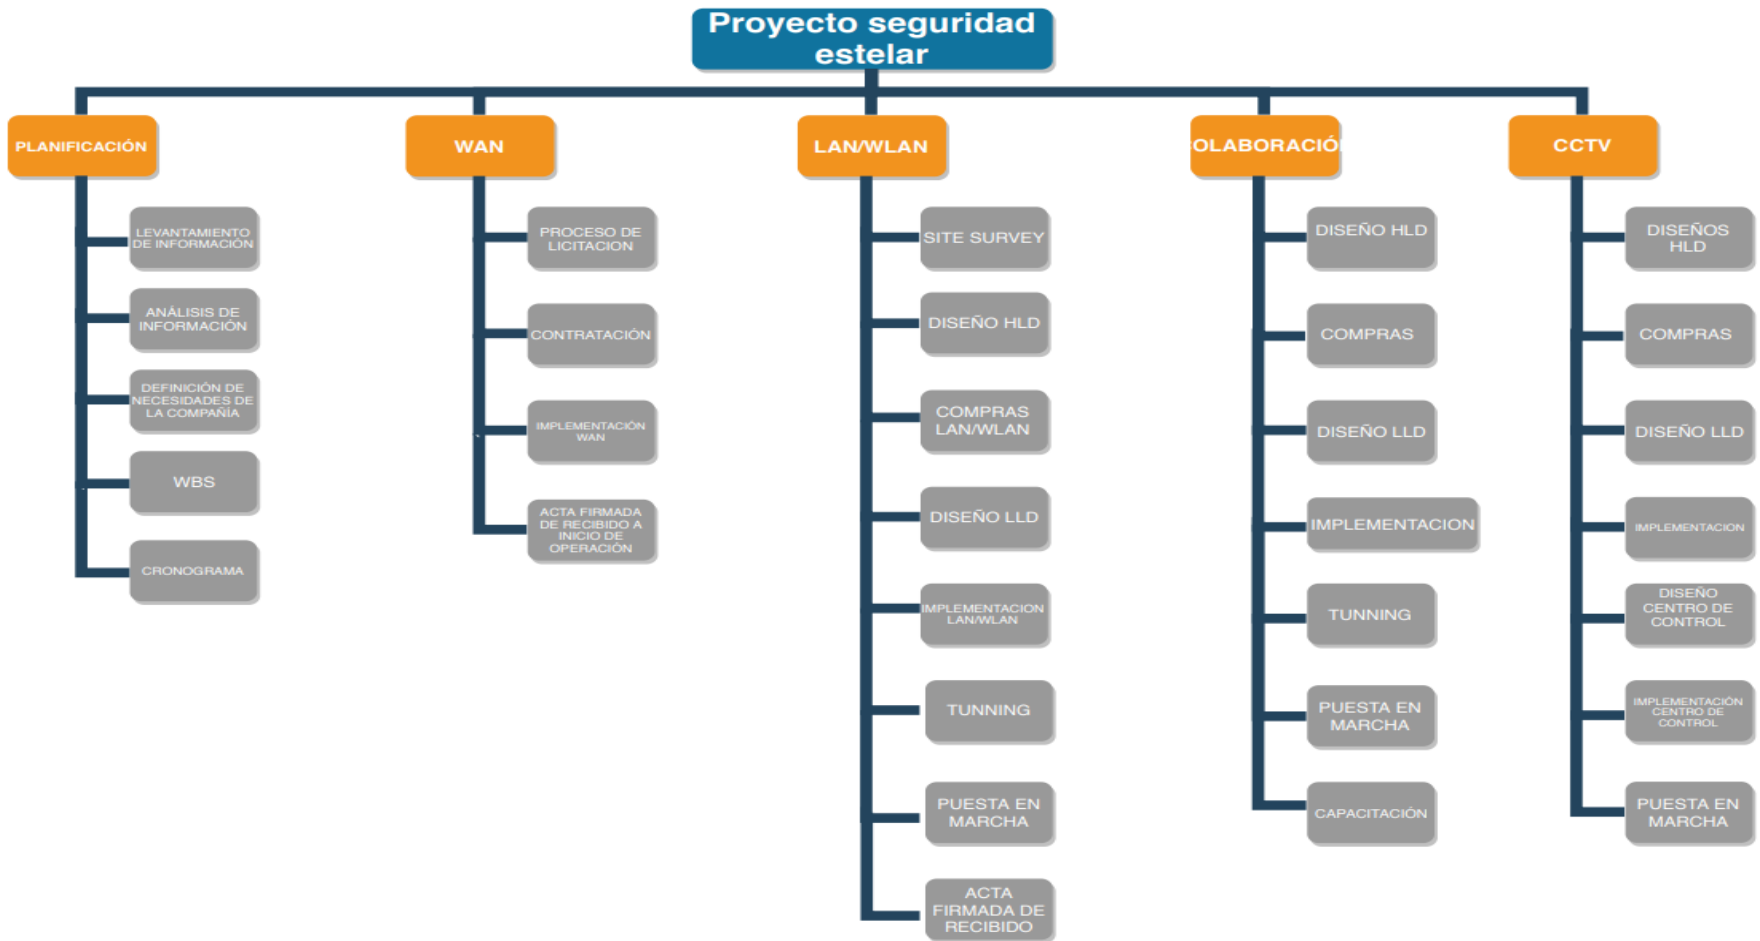 Proyecto seguridad
estelar
PLANIFICACIÓN
WAN
LAN/WLAN
OLABORACIÓ
CCTV
LEVANTAMIENTO
DE INFORMACIÓN
ANÁLISIS DE
INFORMACIÓN
DEFINICIÓN DE
NECESIDADES DE
LA COMPAÑÍA
WBS
CRONOGRAMA
PROCESO DE
LICITACION
CONTRATACIÓN
IMPLEMENTACIÓN
WAN
ACTA FIRMADA
DE RECIBIDO A
INICIO DE
OPERACIÓN
SITE SURVEY
DISEÑO HLD
COMPRAS
LAN/WLAN
DISEÑO LLD
IMPLEMENTACION
LAN/WLAN
TUNNING
PUESTA EN
MARCHA
ACTA
FIRMADA DE
RECIBIDO
DISEÑO HLD
COMPRAS
DISEÑO LLD
IMPLEMENTACION
TUNNING
PUESTA EN
MARCHA
CAPACITACIÓN
DISEÑOS
HLD
COMPRAS
DISEÑO LLD
IMPLEMENTACION
DISEÑO
CENTRO DE
CONTROL
IMPLEMENTACIÓN
CENTRO DE
CONTROL
PUESTA EN
MARCHA